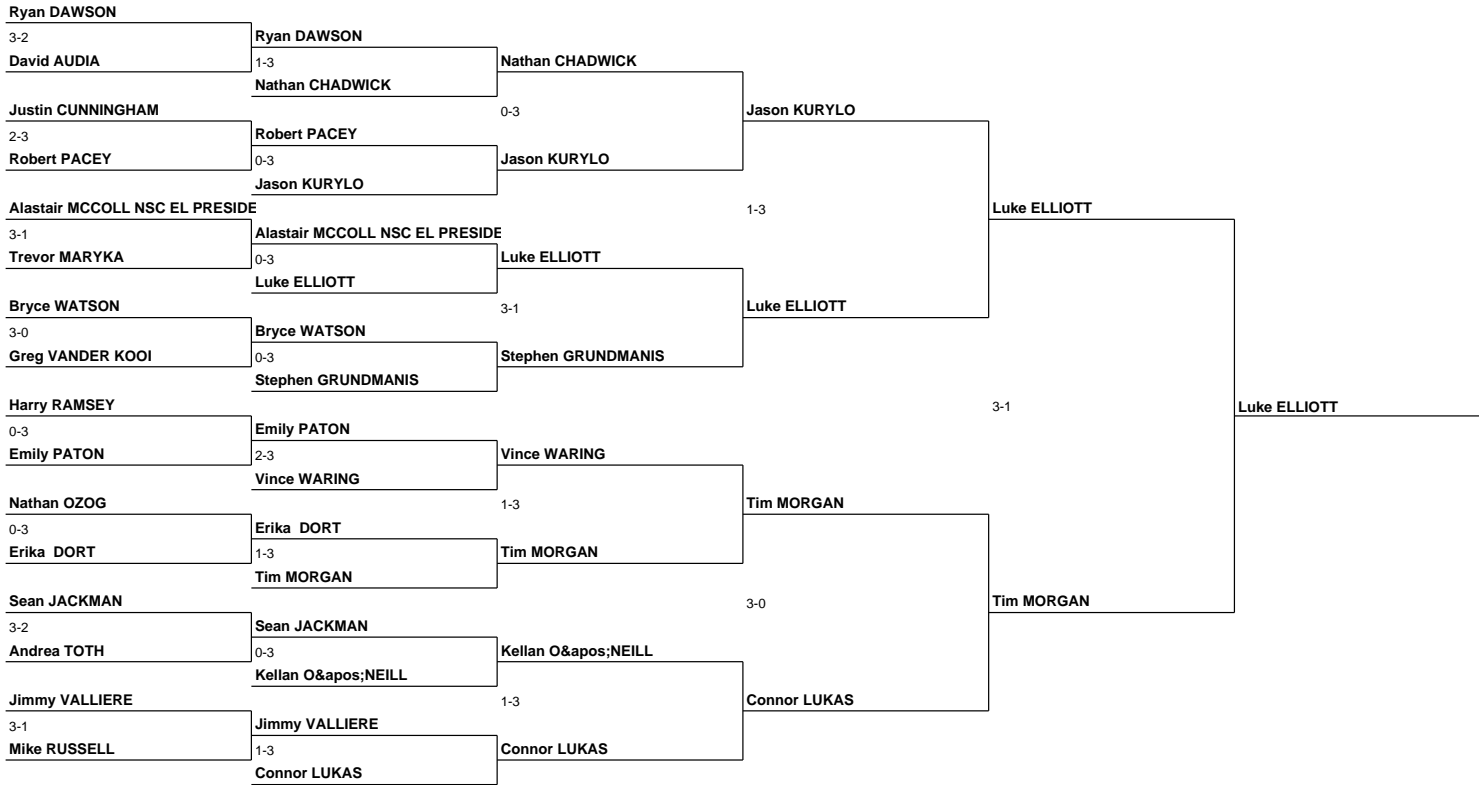 Ryan DAWSON
3-2
David AUDIA
Justin CUNNINGHAM
2-3
Robert PACEY
Alastair MCCOLL NSC EL PRESIDE
3-1
Trevor MARYKA
Bryce WATSON
3-0
Greg VANDER KOOI
Harry RAMSEY
0-3
Emily PATON
Nathan OZOG
0-3
Erika  DORT
Sean JACKMAN
3-2
Andrea TOTH
Jimmy VALLIERE
3-1
Mike RUSSELL
Ryan DAWSON
1-3
Nathan CHADWICK
Robert PACEY
0-3
Jason KURYLO
Alastair MCCOLL NSC EL PRESIDE
0-3
Luke ELLIOTT
Bryce WATSON
0-3
Stephen GRUNDMANIS
Emily PATON
2-3
Vince WARING
Erika  DORT
1-3
Tim MORGAN
Sean JACKMAN
0-3
Kellan O&apos;NEILL
Jimmy VALLIERE
1-3
Connor LUKAS
Nathan CHADWICK
0-3
Jason KURYLO
Luke ELLIOTT
3-1
Stephen GRUNDMANIS
Vince WARING
1-3
Tim MORGAN
Kellan O&apos;NEILL
1-3
Connor LUKAS
Jason KURYLO
1-3
Luke ELLIOTT
Tim MORGAN
3-0
Connor LUKAS
Luke ELLIOTT
3-1
Tim MORGAN
Luke ELLIOTT